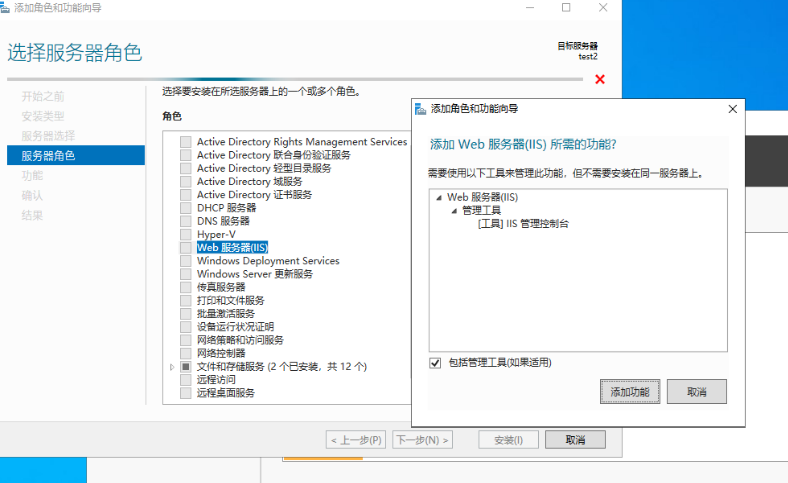 添加角色和功能向导
选择服务器角色
目标服务器
test2
开始之前
安装类型
服务器选择
服务器角色
功能
确认
结果
选择要安装在所选服务器上的一个或多个角色。
角色
Active Directory Rights Management Services
Active Directory 联合身份验证服务
Active Directory 轻型目录服务
Active Directory 域服务
Active Directory 证书服务
DHCP 服务器
DNS 服务器
Hyper-V
Web 服务器(IIS)
Windows Deployment Services
Windows Server 更新服务
传真服务器
打印和文件服务
批量激活服务
设备运行状况证明
网络策略和访问服务
网络控制器
文件和存储服务 (2 个已安装，共 12 个)
远程访问
远程桌面服务
< 上一步(P)
下一步(N) >
安装(I)
取消
添加角色和功能向导
添加 Web 服务器(IIS) 所需的功能?
需要使用以下工具来管理此功能，但不需要安装在同一服务器上。
Web 服务器(IIS)
管理工具
[工具] IIS 管理控制台
包括管理工具(如果适用)
添加功能
取消